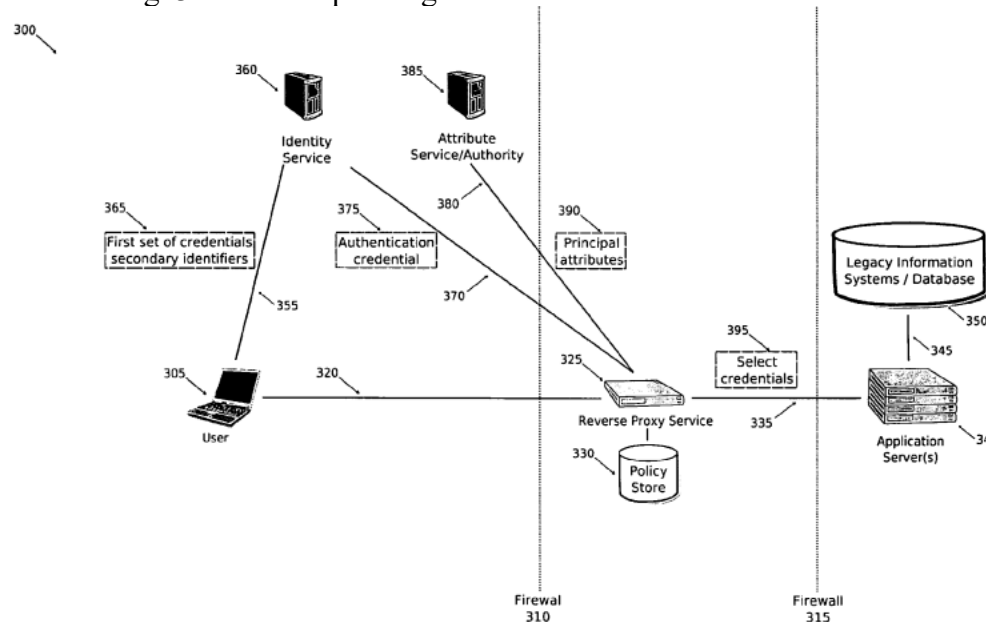 300
360
385
Identity
Service
Attribute
Service/Authority
380
365
First set of credentials
secondary identifiers
375
Authentication
credential
390
Principal
attributes
370
355
Legacy Information
Systems / Database
350
345
395
Select
credentials
305
320
325
335
User
Reverse Proxy Service
Application
Server(s)
330
Policy
Store
Firewal
310
Firewall
315